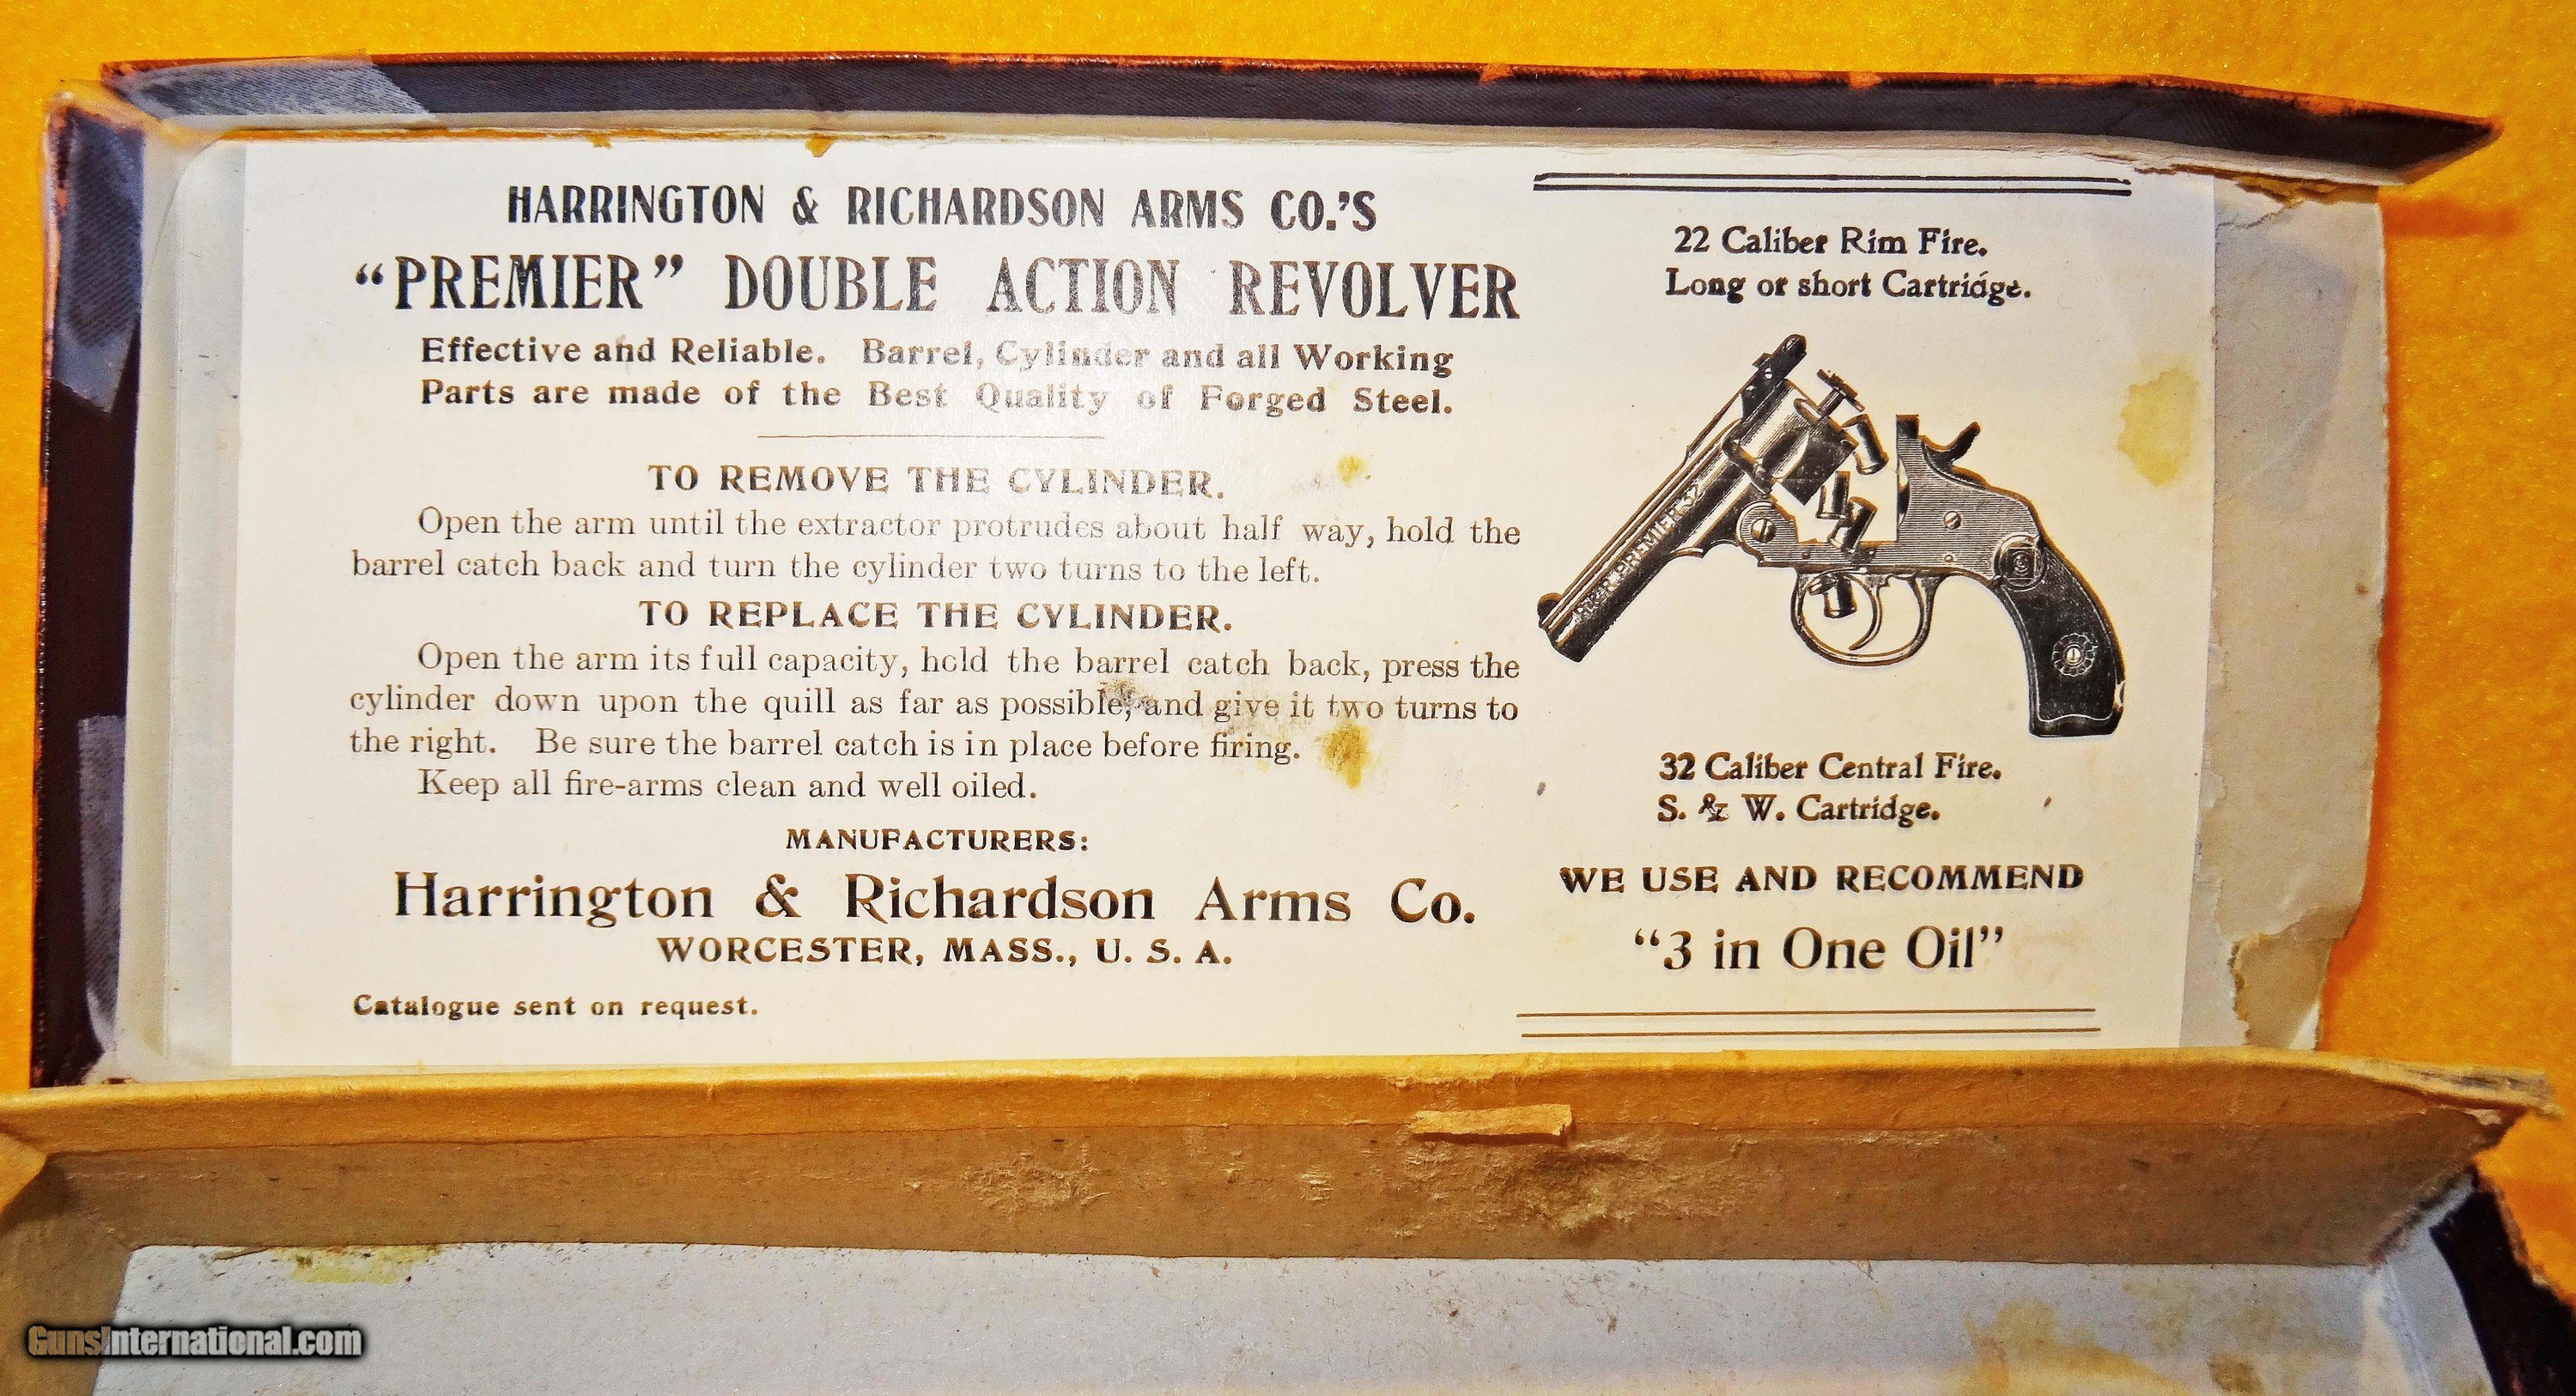 HARRINGTON & RICHARDSON ARMS CO.'S
“PREMIER” DOUBLE ACTION REVOLVER
Effective and Reliable. Barrel, Cylinder and all Working
Parts are made of the Best Quality of Forged Steel.
TO REMOVE THE CYLINDER.
Open the arm until the extractor protrudes about half way, hold the
barrel catch back and turn the cylinder two turns to the left.
TO REPLACE THE CYLINDER.
Open the arm its full capacity, hold the barrel catch back, press the
cylinder down upon the quill as far as possible, and give it two turns to
the right. Be sure the barrel catch is in place before firing.
Keep all fire-arms clean and well oiled.
MANUFACTURERS:
Harrington & Richardson Arms Co.
WORCESTER, MASS., U. S. A.
Catalogue sent on request.
22 Caliber Rim Fire.
Long or short Cartridge.
PREMIER 32
32 Caliber Central Fire.
S. & W. Cartridge.
WE USE AND RECOMMEND
“3 in One Oil”
GunsInternational.com